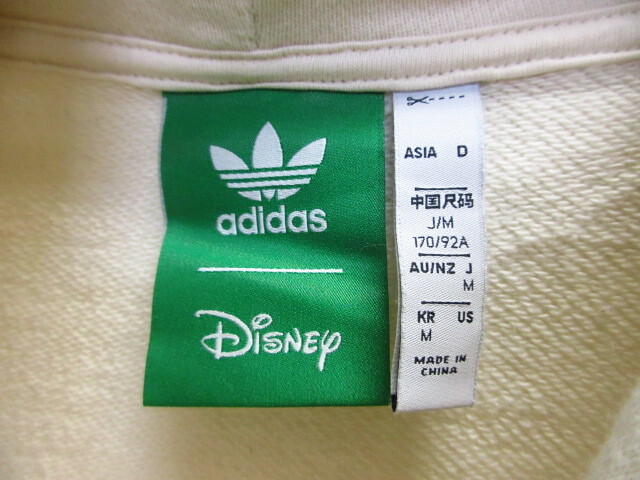 adidas
Disney
ASIA D
中国尺码
J/M
170/92A
AU/NZ J
M
KR US
M
MADE IN
CHINA